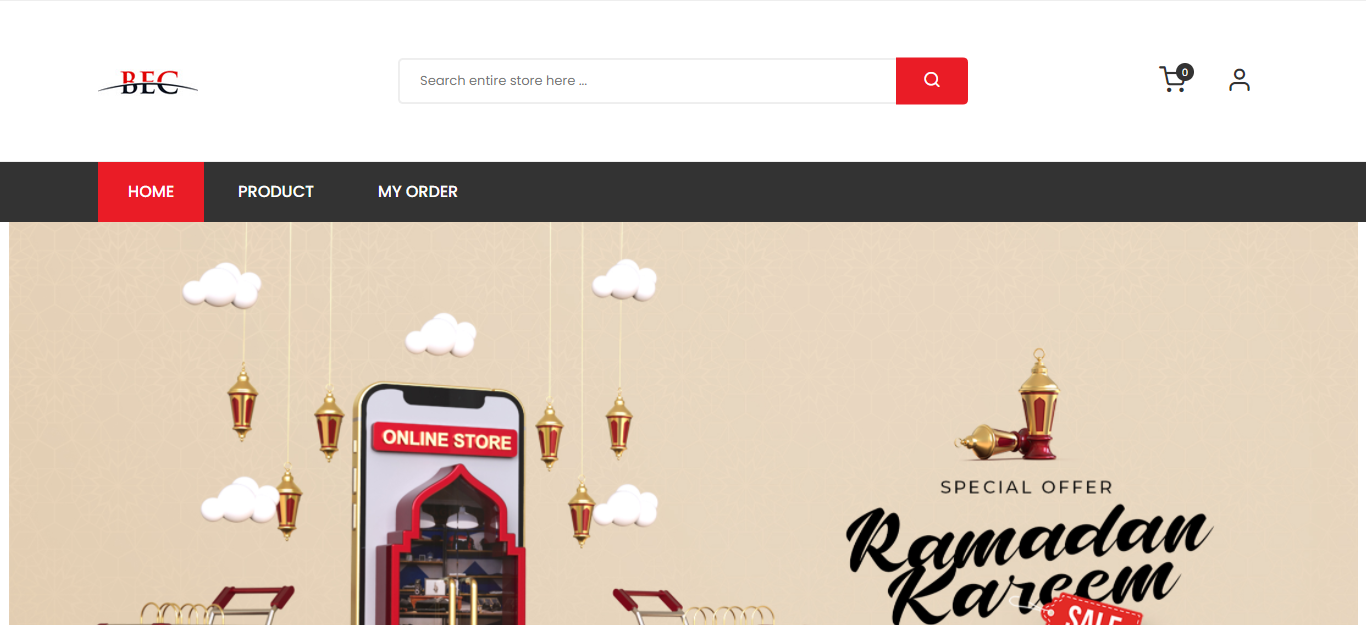 BEC
Search entire store here ...
0
HOME PRODUCT MY ORDER
ONLINE STORE
SPECIAL OFFER
Ramadan
Kareem
SALE